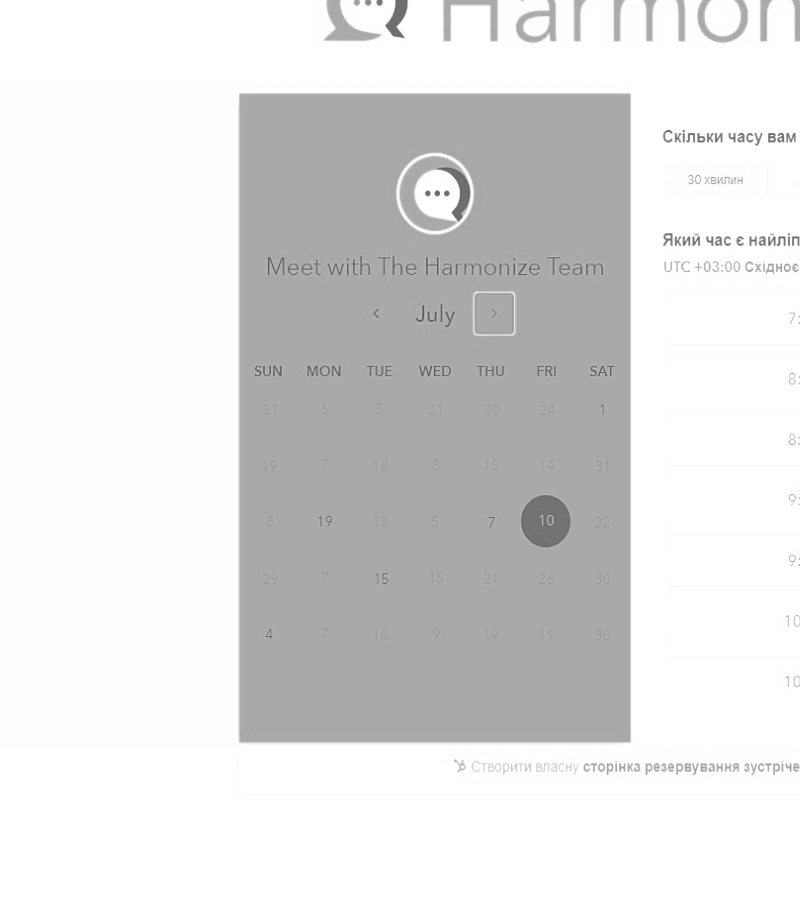 Harmon
Meet with The Harmonize Team
July
SUN MON TUE WED THU FRI SAT
31 6 5 21 30 24 1
19 7 18 8 15 14 31
8 19 13 5 7 10 22
29 7 15 15 21 26 30
4 7 18 9 19 11 30
Скільки часу вам
30 хвилин
Який час є найліп
UTC +03:00 Східноє
7:
8:
8:
9:
9:
10
10
Створити власну сторінка резервування зустріче